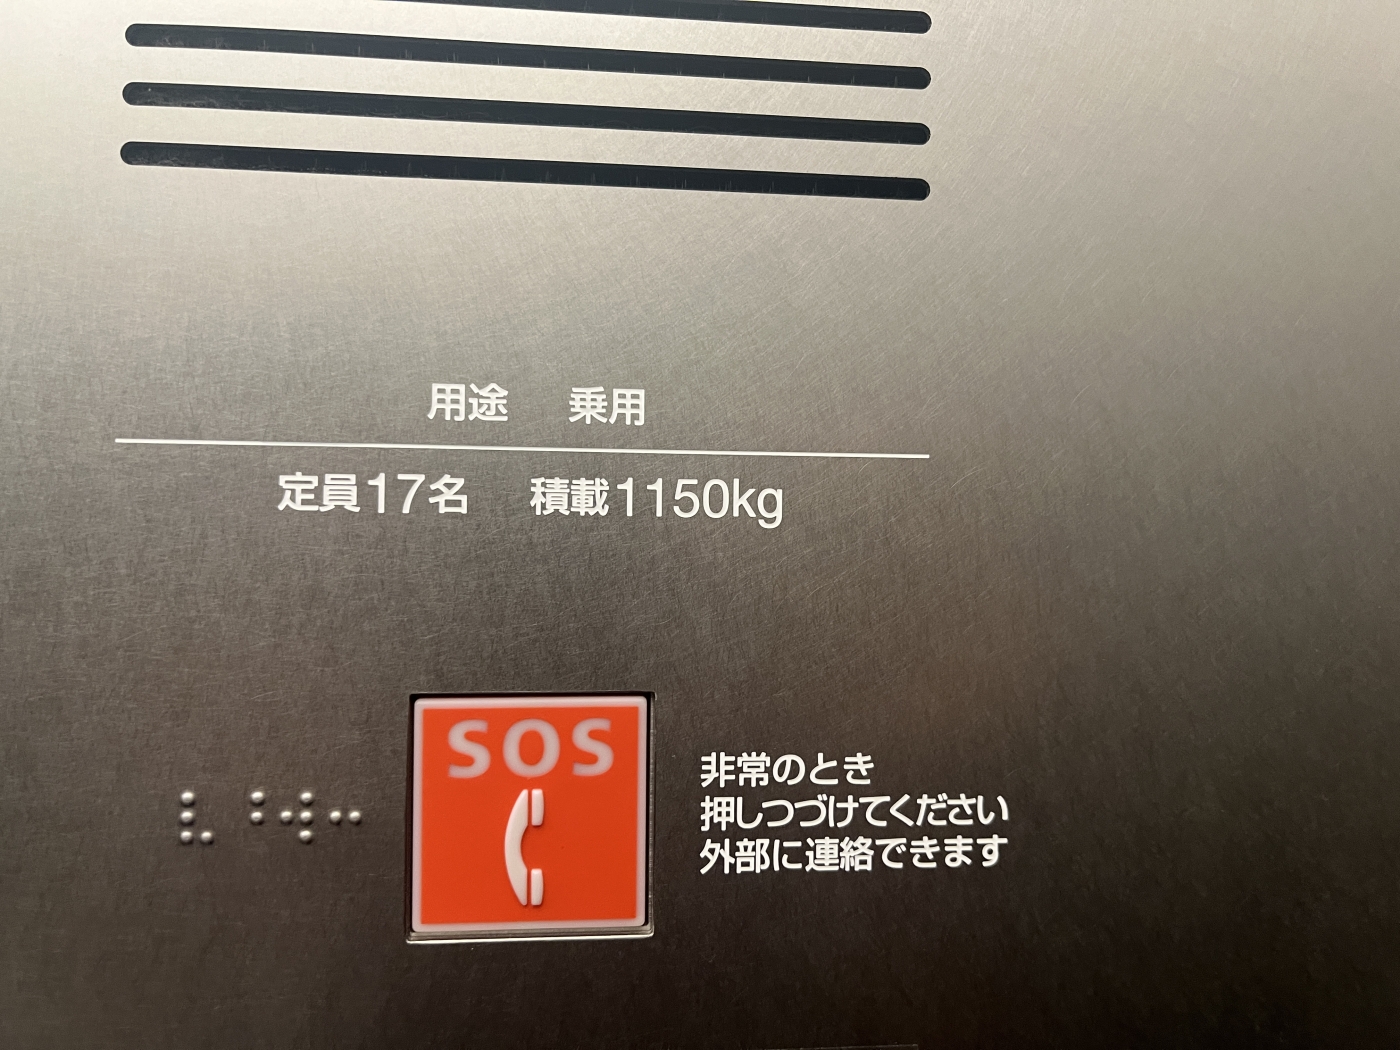 用途 乗用
定員17名 積載1150kg
SOS
非常のとき
押しつづけてください
外部に連絡できます